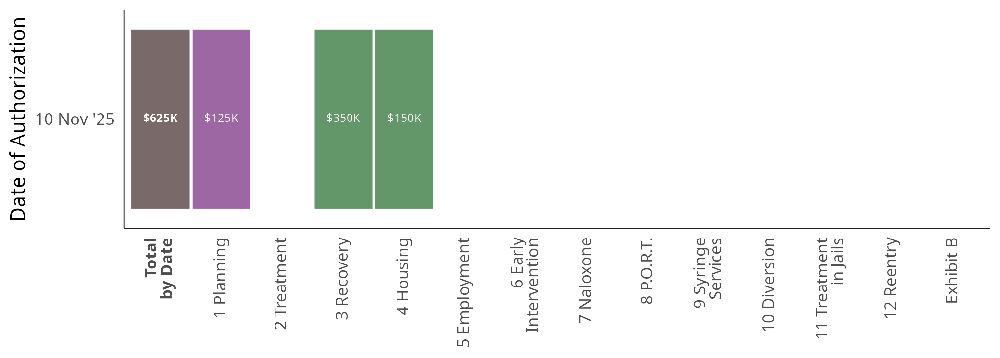 Date of Authorization
10 Nov '25
$625K
$125K
$350K
$150K
Total
by Date
1 Planning
2 Treatment
3 Recovery
4 Housing
5 Employment
6 Early
Intervention
7 Naloxone
8 P.O.R.T.
9 Syringe
Services
10 Diversion
11 Treatment
in Jails
12 Reentry
Exhibit B